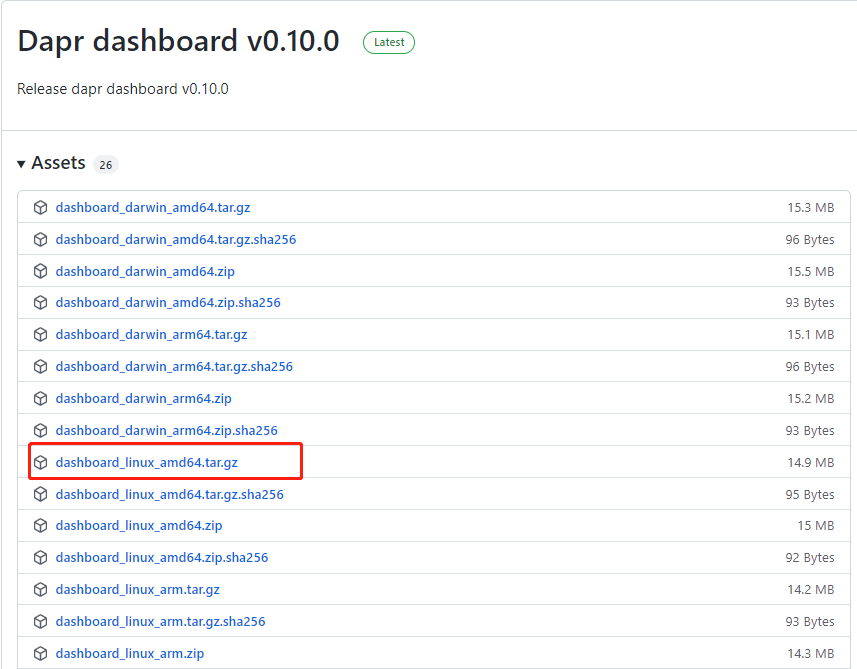 Dapr dashboard v0.10.0 Latest
Release dapr dashboard v0.10.0
Assets 26
dashboard_darwin_amd64.tar.gz 15.3 MB
dashboard_darwin_amd64.tar.gz.sha256 96 Bytes
dashboard_darwin_amd64.zip 15.5 MB
dashboard_darwin_amd64.zip.sha256 93 Bytes
dashboard_darwin_arm64.tar.gz 15.1 MB
dashboard_darwin_arm64.tar.gz.sha256 96 Bytes
dashboard_darwin_arm64.zip 15.2 MB
dashboard_darwin_arm64.zip.sha256 93 Bytes
dashboard_linux_amd64.tar.gz 14.9 MB
dashboard_linux_amd64.tar.gz.sha256 95 Bytes
dashboard_linux_amd64.zip 15 MB
dashboard_linux_amd64.zip.sha256 92 Bytes
dashboard_linux_arm.tar.gz 14.2 MB
dashboard_linux_arm.tar.gz.sha256 93 Bytes
dashboard_linux_arm.zip 14.3 MB